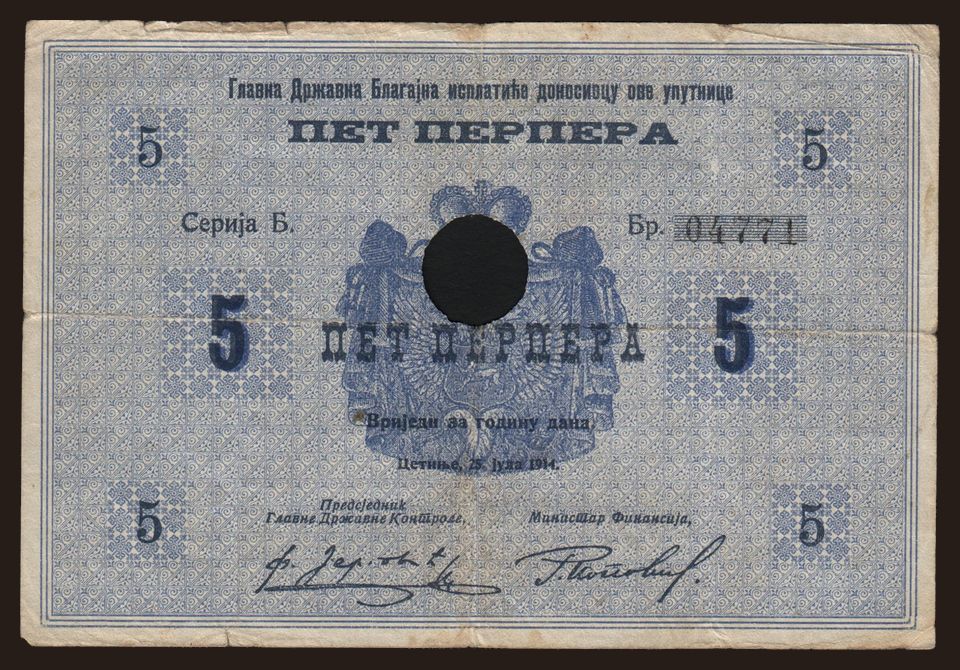 Главна Државна Благајна исплатиће доносиоцу ове упутнице
ПЕТ ПЕРПЕРА
5 5
Серија Б. Бр. 04771
5 ПЕТ ПЕРПЕРА 5
Вриједи за годину дана
Цетиње, 25. јула 1914.
Предсједник
Главне Државне Контроле, Министар Финансија,
5 5
Г. Поповић